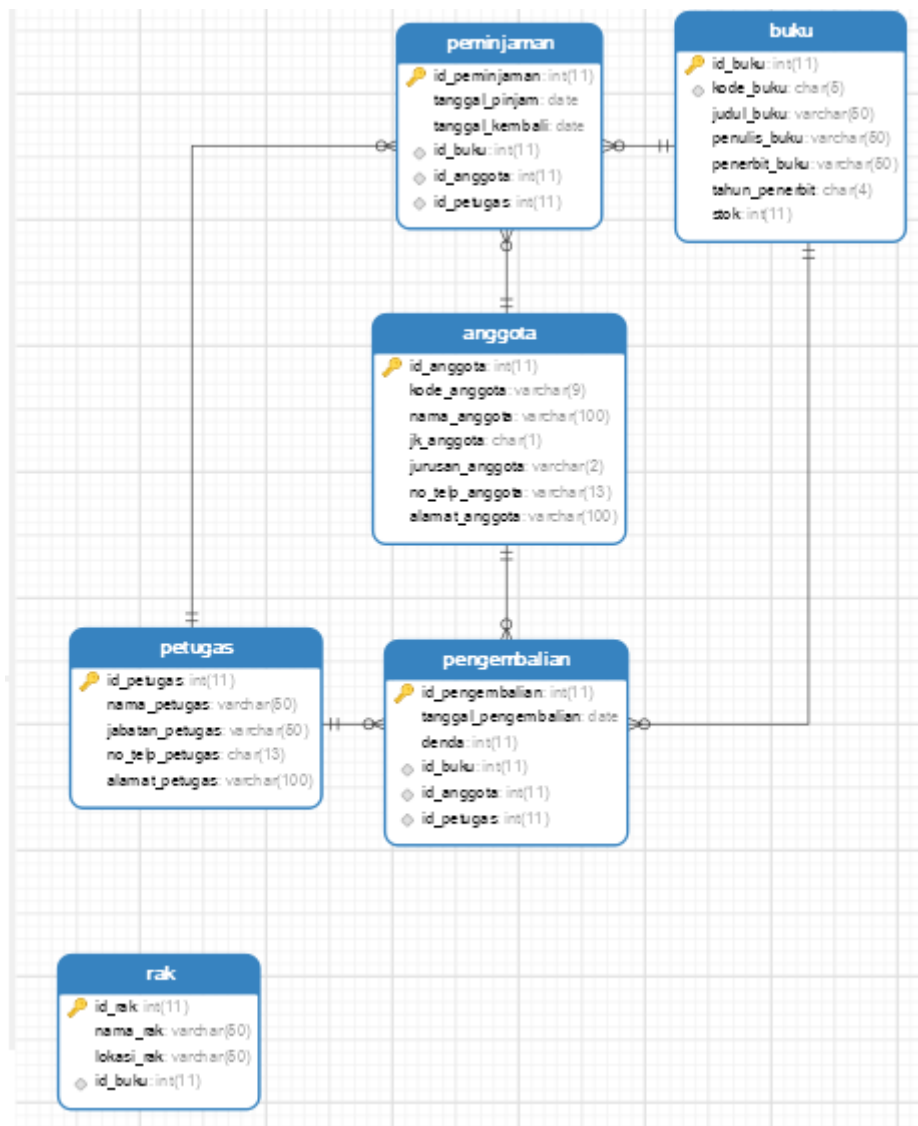 peminjaman
id_peminjaman: int(11)
tanggal_pinjam: date
tanggal_kembali: date
id_buku: int(11)
id_anggota: int(11)
id_petugas: int(11)
buku
id_buku: int(11)
kode_buku: char(5)
judul_buku: varchar(50)
penulis_buku: varchar(50)
penerbit_buku: varchar(50)
tahun_penerbit: char(4)
stok: int(11)
anggota
id_anggota: int(11)
kode_anggota: varchar(9)
nama_anggota: varchar(100)
jk_anggota: char(1)
jurusan_anggota: varchar(2)
no_telp_anggota: varchar(13)
alamat_anggota: varchar(100)
petugas
id_petugas: int(11)
nama_petugas: varchar(50)
jabatan_petugas: varchar(50)
no_telp_petugas: char(13)
alamat_petugas: varchar(100)
pengembalian
id_pengembalian: int(11)
tanggal_pengembalian: date
denda: int(11)
id_buku: int(11)
id_anggota: int(11)
id_petugas: int(11)
rak
id_rak: int(11)
nama_rak: varchar(50)
lokasi_rak: varchar(50)
id_buku: int(11)